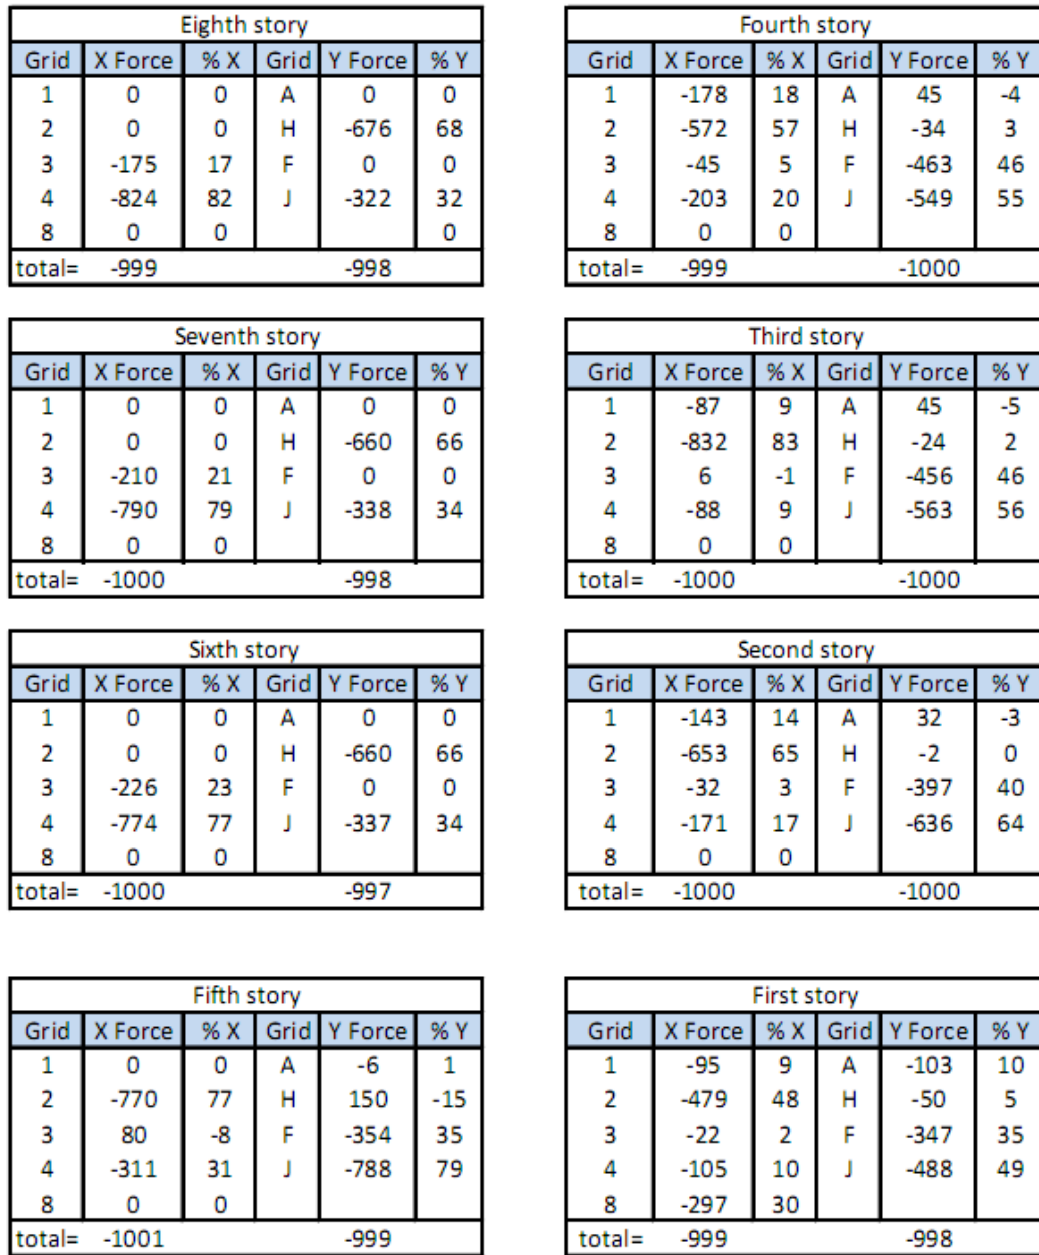 Eighth story
Grid X Force % X Grid Y Force % Y
1 0 0 A 0 0
2 0 0 H -676 68
3 -175 17 F 0 0
4 -824 82 J -322 32
8 0 0 0
total= -999 -998
Fourth story
Grid X Force % X Grid Y Force % Y
1 -178 18 A 45 -4
2 -572 57 H -34 3
3 -45 5 F -463 46
4 -203 20 J -549 55
8 0 0
total= -999 -1000
Seventh story
Grid X Force % X Grid Y Force % Y
1 0 0 A 0 0
2 0 0 H -660 66
3 -210 21 F 0 0
4 -790 79 J -338 34
8 0 0
total= -1000 -998
Third story
Grid X Force % X Grid Y Force % Y
1 -87 9 A 45 -5
2 -832 83 H -24 2
3 6 -1 F -456 46
4 -88 9 J -563 56
8 0 0
total= -1000 -1000
Sixth story
Grid X Force % X Grid Y Force % Y
1 0 0 A 0 0
2 0 0 H -660 66
3 -226 23 F 0 0
4 -774 77 J -337 34
8 0 0
total= -1000 -997
Second story
Grid X Force % X Grid Y Force % Y
1 -143 14 A 32 -3
2 -653 65 H -2 0
3 -32 3 F -397 40
4 -171 17 J -636 64
8 0 0
total= -1000 -1000
Fifth story
Grid X Force % X Grid Y Force % Y
1 0 0 A -6 1
2 -770 77 H 150 -15
3 80 -8 F -354 35
4 -311 31 J -788 79
8 0 0
total= -1001 -999
First story
Grid X Force % X Grid Y Force % Y
1 -95 9 A -103 10
2 -479 48 H -50 5
3 -22 2 F -347 35
4 -105 10 J -488 49
8 -297 30
total= -999 -998